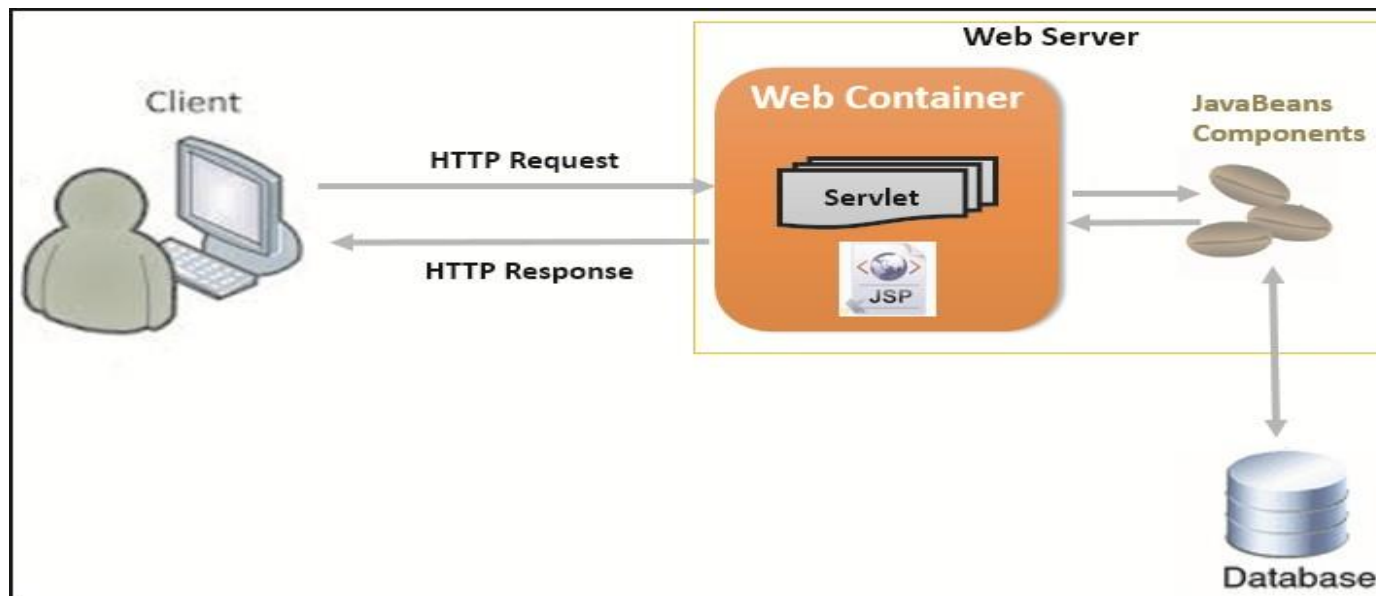 Web Server
Client
Web Container
JavaBeans
Components
HTTP Request
Servlet
HTTP Response
< >
JSP
Database